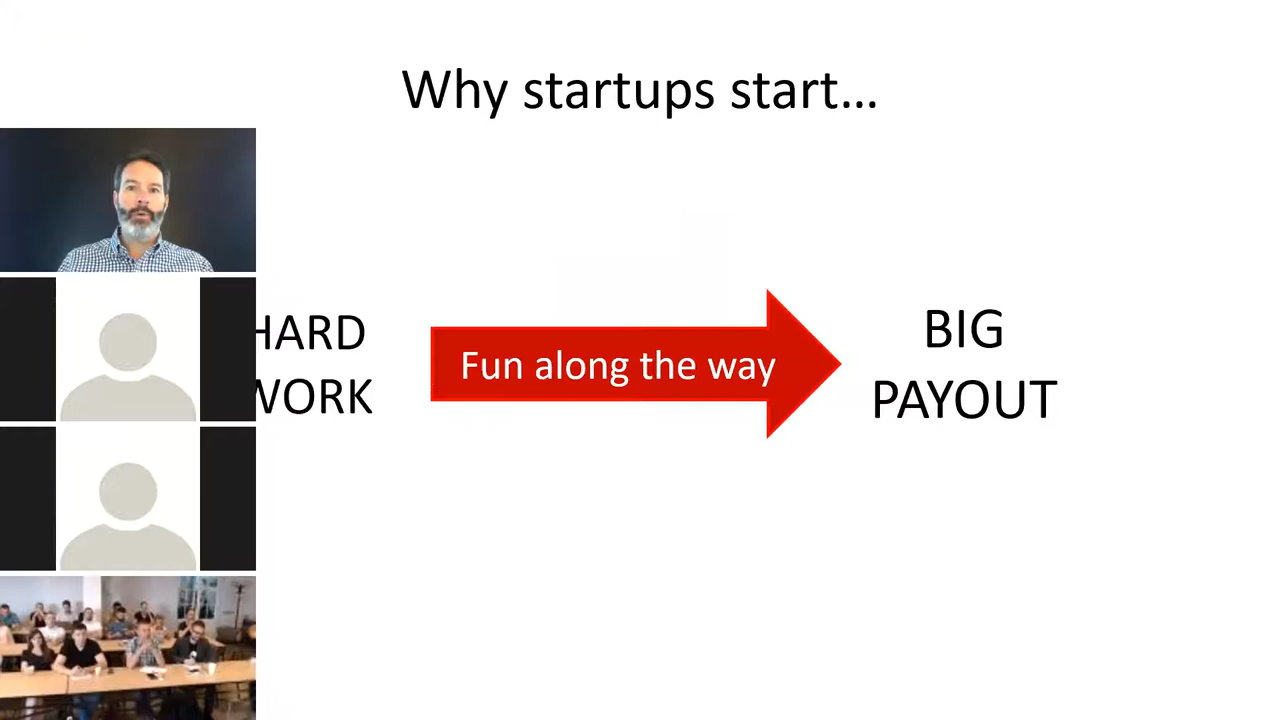 Why startups start...
HARD
WORK
Fun along the way
BIG
PAYOUT